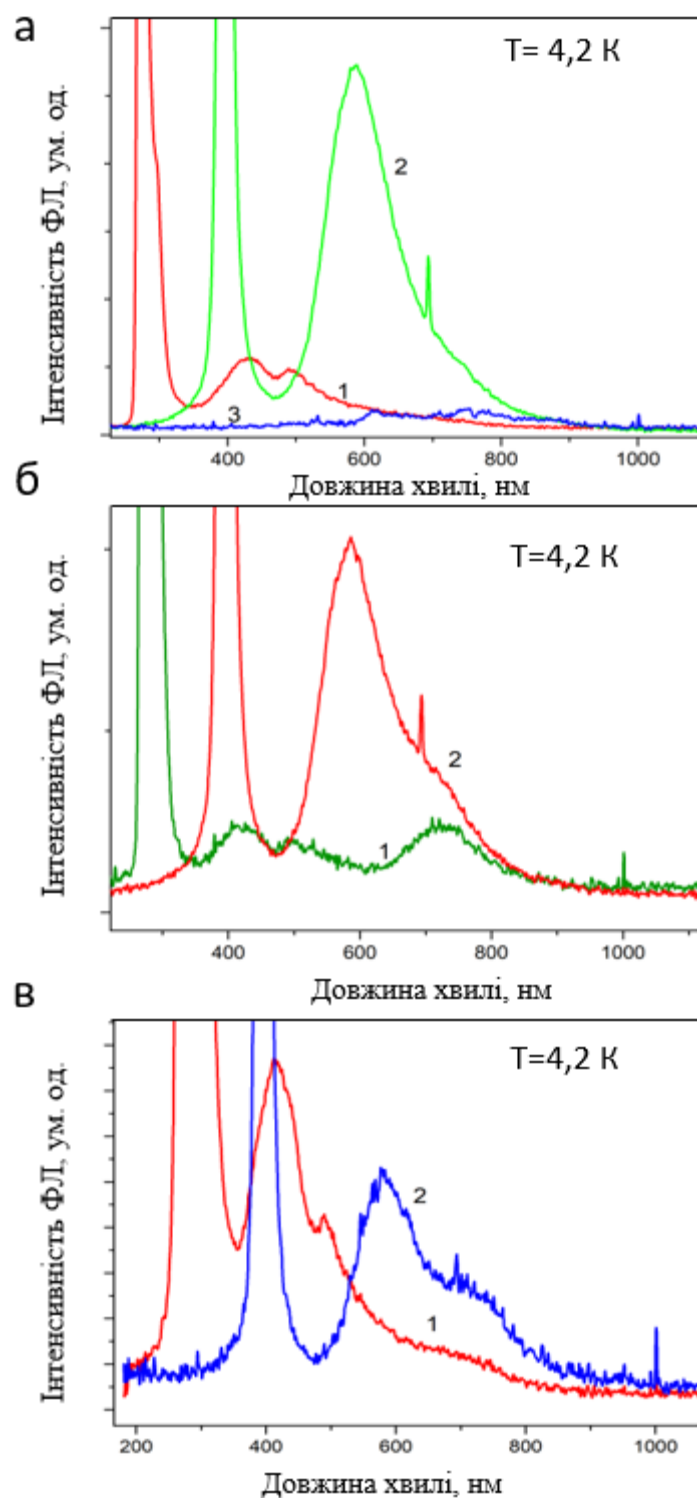 а
T= 4,2 К
Інтенсивність ФЛ, ум. од.
2
1
3
400
600
800
1000
Довжина хвилі, нм
б
T=4,2 К
Інтенсивність ФЛ, ум. од.
2
1
400
600
800
1000
Довжина хвилі, нм
в
T=4,2 К
Інтенсивність ФЛ, ум. од.
2
1
200
400
600
800
1000
Довжина хвилі, нм